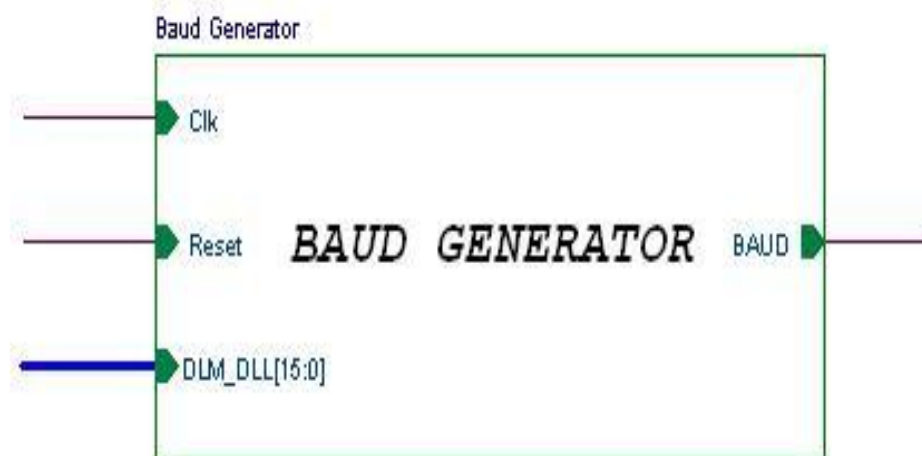 Baud Generator
Clk
Reset
BAUD GENERATOR
BAUD
DLM_DLL[15:0]